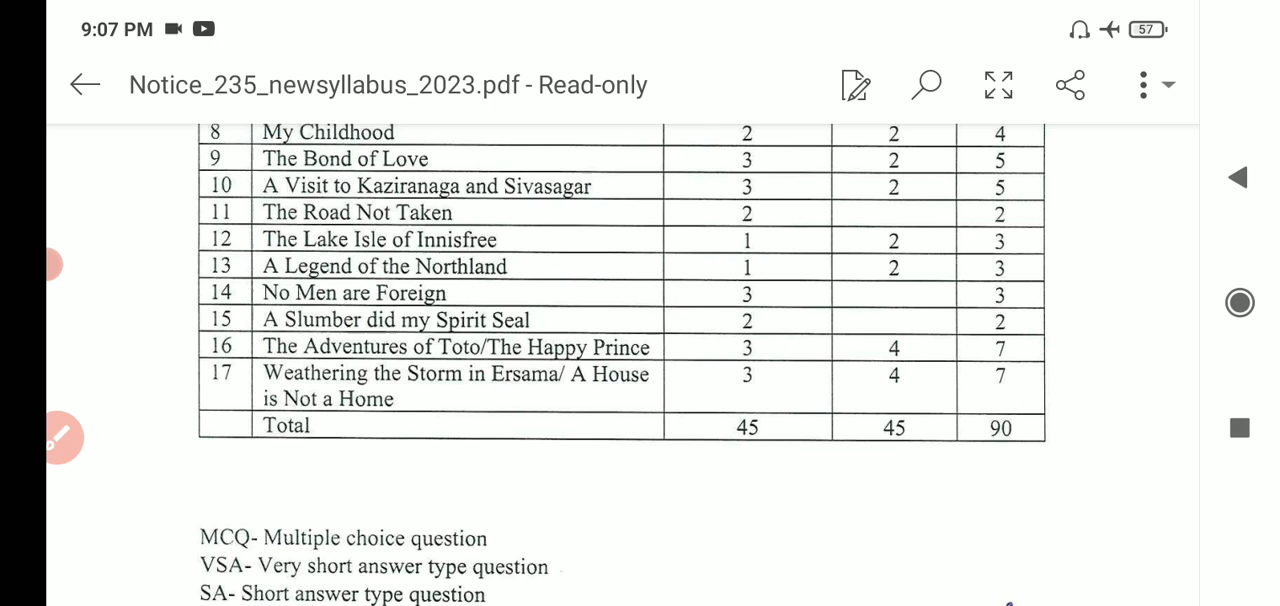 9:07 PM 57
Notice_235_newsyllabus_2023.pdf - Read-only
8 My Childhood 2 2 4
9 The Bond of Love 3 2 5
10 A Visit to Kaziranaga and Sivasagar 3 2 5
11 The Road Not Taken 2 2
12 The Lake Isle of Innisfree 1 2 3
13 A Legend of the Northland 1 2 3
14 No Men are Foreign 3 3
15 A Slumber did my Spirit Seal 2 2
16 The Adventures of Toto/The Happy Prince 3 4 7
17 Weathering the Storm in Ersama/ A House 3 4 7
is Not a Home
Total 45 45 90
MCQ- Multiple choice question
VSA- Very short answer type question
SA- Short answer type question